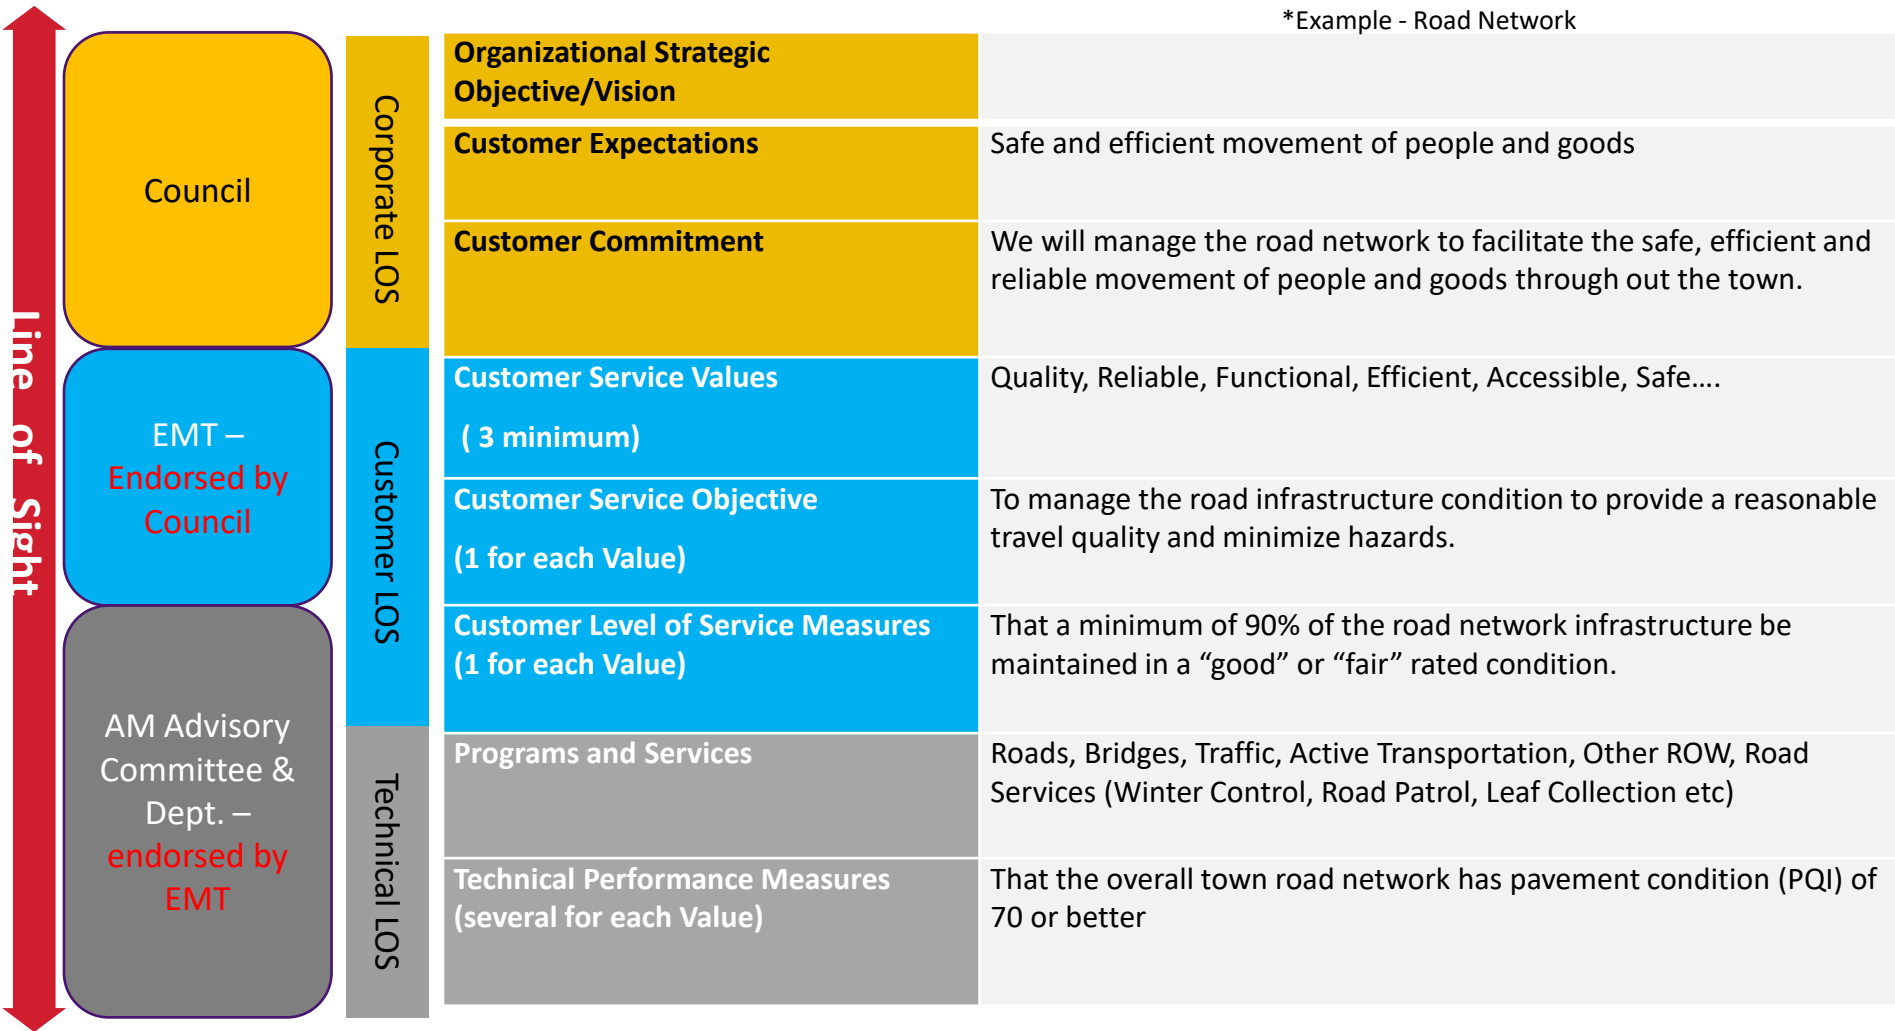 *Example - Road Network
Line of Sight
Council
EMT –
Endorsed by
Council
AM Advisory
Committee &
Dept. –
endorsed by
EMT
Corporate LOS
Customer LOS
Technical LOS
Organizational Strategic
Objective/Vision
Customer Expectations
Safe and efficient movement of people and goods
Customer Commitment
We will manage the road network to facilitate the safe, efficient and
reliable movement of people and goods through out the town.
Customer Service Values
( 3 minimum)
Quality, Reliable, Functional, Efficient, Accessible, Safe….
Customer Service Objective
(1 for each Value)
To manage the road infrastructure condition to provide a reasonable
travel quality and minimize hazards.
Customer Level of Service Measures
(1 for each Value)
That a minimum of 90% of the road network infrastructure be
maintained in a “good” or “fair” rated condition.
Programs and Services
Roads, Bridges, Traffic, Active Transportation, Other ROW, Road
Services (Winter Control, Road Patrol, Leaf Collection etc)
Technical Performance Measures
(several for each Value)
That the overall town road network has pavement condition (PQI) of
70 or better